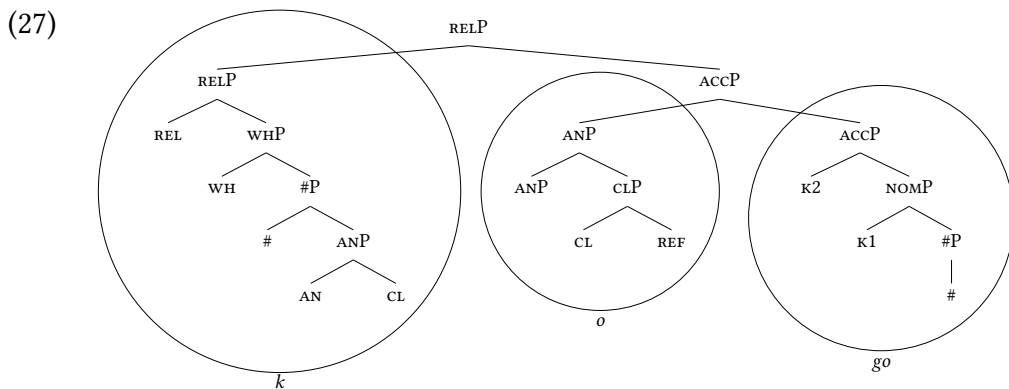 (27)
RELP
RELP ACCP
REL WHP ANP ACCP
WH #P ANP CLP K2 NOMP
# ANP CL REF K1 #P
AN CL #
o
go
k